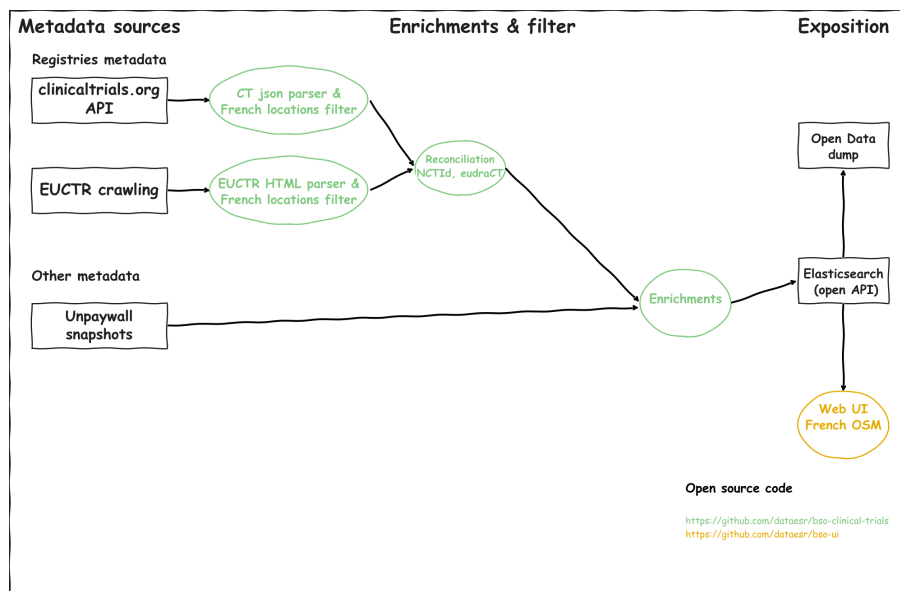 Metadata sources
Enrichments & filter
Exposition
Registries metadata
clinicaltrials.org
API
CT json parser &
French locations filter
Reconciliation
NCTId, eudraCT
EUCTR crawling
EUCTR HTML parser &
French locations filter
Open Data
dump
Other metadata
Unpaywall
snapshots
Enrichments
Elasticsearch
(open API)
Web UI
French OSM
Open source code
https://github.com/dataesr/bso-clinical-trials
https://github.com/dataesr/bso-ui